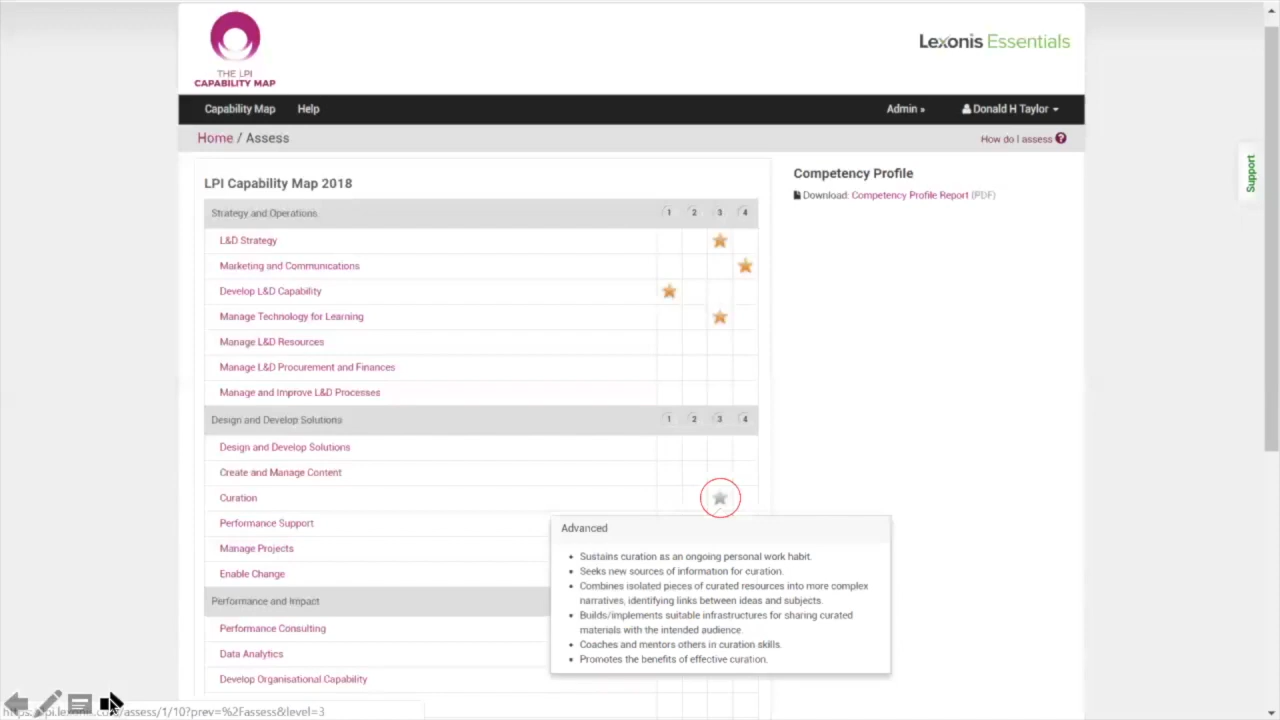 THE LPI
CAPABILITY MAP
Lexonis Essentials
Capability Map Help Admin » Donald H Taylor
Home / Assess How do I assess
Support
LPI Capability Map 2018
Competency Profile
Download: Competency Profile Report (PDF)
Strategy and Operations 1 2 3 4
L&D Strategy
Marketing and Communications
Develop L&D Capability
Manage Technology for Learning
Manage L&D Resources
Manage L&D Procurement and Finances
Manage and Improve L&D Processes
Design and Develop Solutions 1 2 3 4
Design and Develop Solutions
Create and Manage Content
Curation
Performance Support
Manage Projects
Enable Change
Performance and Impact
Performance Consulting
Data Analytics
Develop Organisational Capability
Advanced
• Sustains curation as an ongoing personal work habit.
• Seeks new sources of information for curation.
• Combines isolated pieces of curated resources into more complex
narratives, identifying links between ideas and subjects.
• Builds/implements suitable infrastructures for sharing curated
materials with the intended audience.
• Coaches and mentors others in curation skills.
• Promotes the benefits of effective curation.
/assess/1/10?prev=%2Fassess&level=3